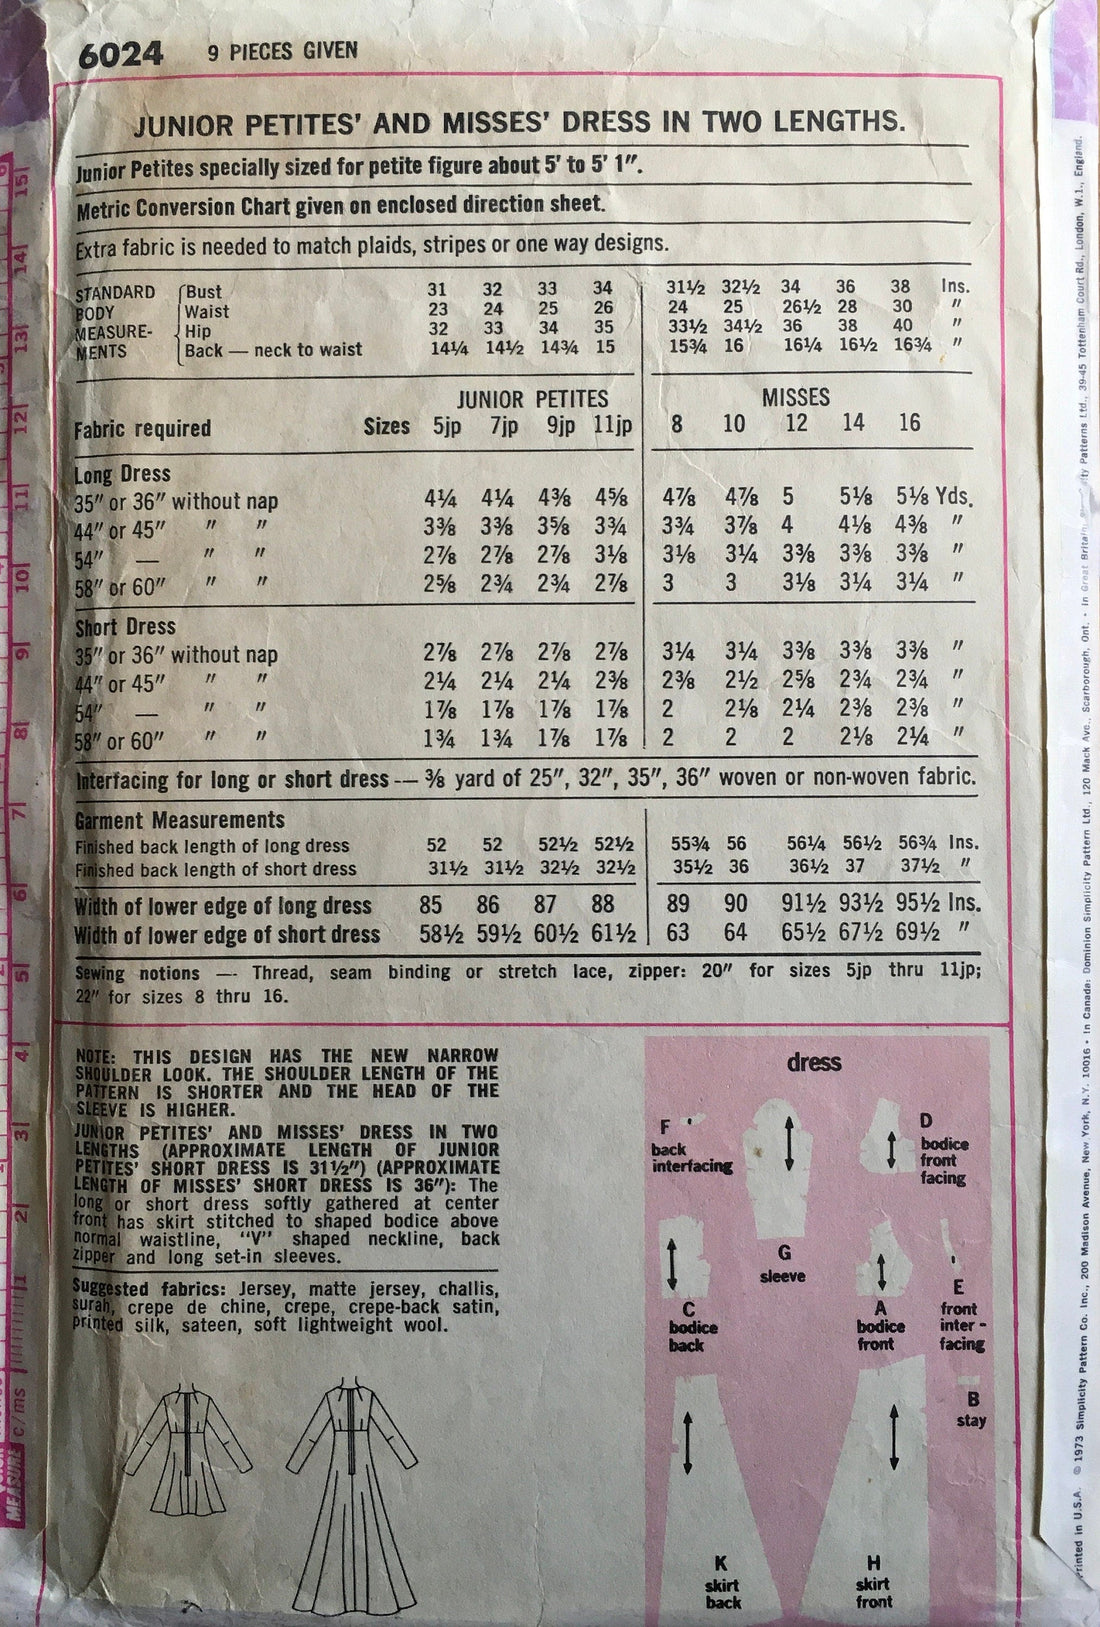 6024 9 PIECES GIVEN
JUNIOR PETITES' AND MISSES' DRESS IN TWO LENGTHS.
Junior Petites specially sized for petite figure about 5' to 5' 1".
Metric Conversion Chart given on enclosed direction sheet.
Extra fabric is needed to match plaids, stripes or one way designs.
STANDARD Bust 31 32 33 34 31½ 32½ 34 36 38 Ins.
BODY Waist 23 24 25 26 24 25 26½ 28 30 "
MEASURE- Hip 32 33 34 35 33½ 34½ 36 38 40 "
MENTS Back — neck to waist 14¼ 14½ 14¾ 15 15¾ 16 16¼ 16½ 16¾ "
JUNIOR PETITES MISSES
Fabric required Sizes 5jp 7jp 9jp 11jp 8 10 12 14 16
Long Dress
35" or 36" without nap 4¼ 4¼ 4⅜ 4⅝ 4⅞ 4⅞ 5 5⅛ 5⅛ Yds.
44" or 45" " " 3⅜ 3⅜ 3⅝ 3¾ 3¾ 3⅞ 4 4⅛ 4⅜ "
54" — " " 2⅞ 2⅞ 2⅞ 3⅛ 3⅛ 3¼ 3⅜ 3⅜ 3⅜ "
58" or 60" " " 2⅝ 2¾ 2¾ 2⅞ 3 3 3⅛ 3¼ 3¼ "
Short Dress
35" or 36" without nap 2⅞ 2⅞ 2⅞ 2⅞ 3¼ 3¼ 3⅜ 3⅜ 3⅜ "
44" or 45" " " 2¼ 2¼ 2¼ 2⅜ 2⅜ 2½ 2⅝ 2¾ 2¾ "
54" — " " 1⅞ 1⅞ 1⅞ 1⅞ 2 2⅛ 2¼ 2⅜ 2⅜ "
58" or 60" " " 1¾ 1¾ 1⅞ 1⅞ 2 2 2 2⅛ 2¼ "
Interfacing for long or short dress — ⅜ yard of 25", 32", 35", 36" woven or non-woven fabric.
Garment Measurements
Finished back length of long dress 52 52 52½ 52½ 55¾ 56 56¼ 56½ 56¾ Ins.
Finished back length of short dress 31½ 31½ 32½ 32½ 35½ 36 36½ 37 37½ "
Width of lower edge of long dress 85 86 87 88 89 90 91½ 93½ 95½ Ins.
Width of lower edge of short dress 58½ 59½ 60½ 61½ 63 64 65½ 67½ 69½ "
Sewing notions — Thread, seam binding or stretch lace, zipper: 20" for sizes 5jp thru 11jp;
22" for sizes 8 thru 16.
NOTE: THIS DESIGN HAS THE NEW NARROW
SHOULDER LOOK. THE SHOULDER LENGTH OF THE
PATTERN IS SHORTER AND THE HEAD OF THE
SLEEVE IS HIGHER.
JUNIOR PETITES' AND MISSES' DRESS IN TWO
LENGTHS (APPROXIMATE LENGTH OF JUNIOR
PETITES' SHORT DRESS IS 31½") (APPROXIMATE
LENGTH OF MISSES' SHORT DRESS IS 36"): The
long or short dress softly gathered at center
front has skirt stitched to shaped bodice above
normal waistline, "V" shaped neckline, back
zipper and long set-in sleeves.
Suggested fabrics: Jersey, matte jersey, challis,
surah, crepe de chine, crepe, crepe-back satin,
printed silk, sateen, soft lightweight wool.
dress
F
back
interfacing
D
bodice
front
facing
G
sleeve
C
bodice
back
A
bodice
front
E
front
inter-
facing
B
stay
K
skirt
back
H
skirt
front
Printed in U.S.A. © 1973 Simplicity Pattern Co. Inc., 200 Madison Avenue, New York, N.Y. 10016 • In Canada: Dominion Simplicity Pattern Ltd., 120 Mack Ave., Scarborough, Ont. • In Great Britain: Patterns Ltd., 39-45 Tottenham Court Rd., London, W.1., England.
15
14
13
12
11
10
9
8
7
6
5
4
3
2
1
MEASURE c/ms